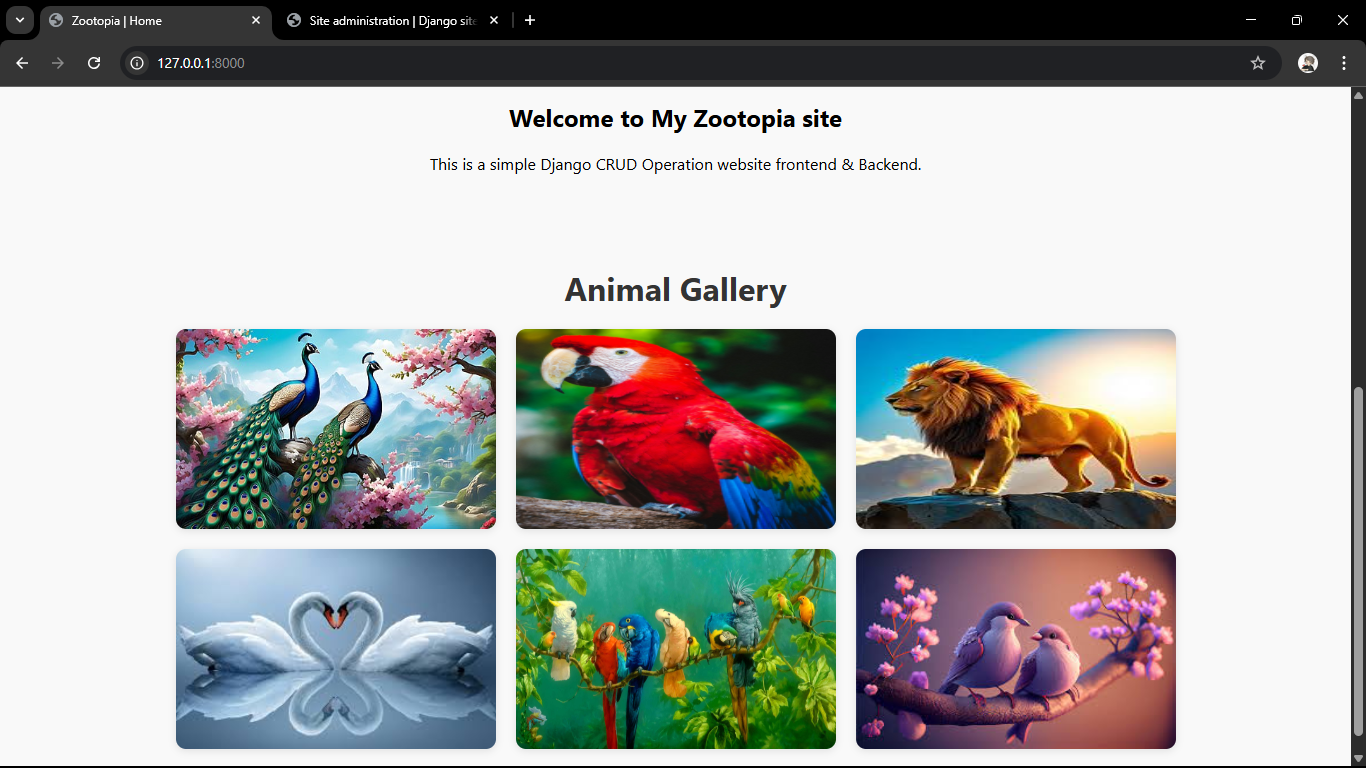 Zootopia | Home
Site administration | Django site
127.0.0.1:8000
Welcome to My Zootopia site
This is a simple Django CRUD Operation website frontend & Backend.
Animal Gallery